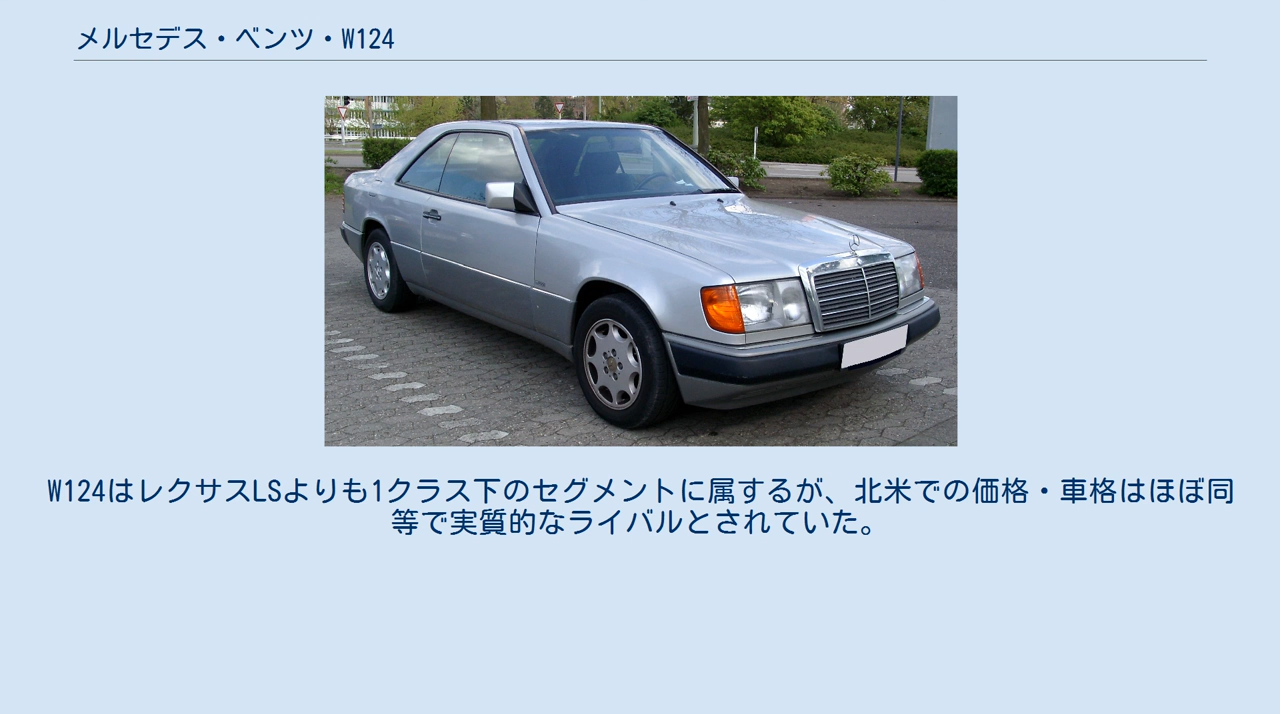 メルセデス・ベンツ・W124
W124はレクサスLSよりも1クラス下のセグメントに属するが、北米での価格・車格はほぼ同
等で実質的なライバルとされていた。